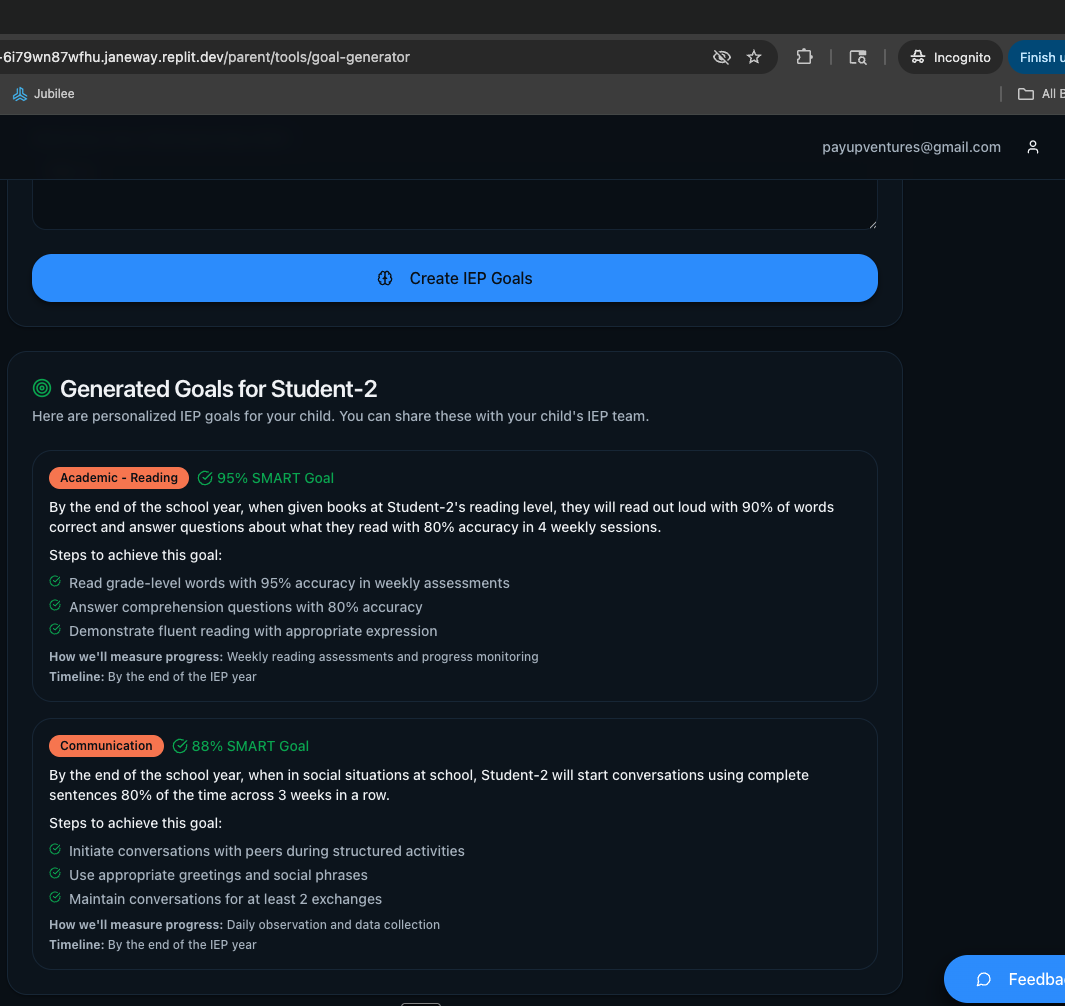 -6i79wn87wfhu.janeway.replit.dev/parent/tools/goal-generator
Incognito
Finish u
Jubilee
All B
payupventures@gmail.com
Create IEP Goals
Generated Goals for Student-2
Here are personalized IEP goals for your child. You can share these with your child's IEP team.
Academic - Reading
95% SMART Goal
By the end of the school year, when given books at Student-2's reading level, they will read out loud with 90% of words
correct and answer questions about what they read with 80% accuracy in 4 weekly sessions.
Steps to achieve this goal:
Read grade-level words with 95% accuracy in weekly assessments
Answer comprehension questions with 80% accuracy
Demonstrate fluent reading with appropriate expression
How we'll measure progress: Weekly reading assessments and progress monitoring
Timeline: By the end of the IEP year
Communication
88% SMART Goal
By the end of the school year, when in social situations at school, Student-2 will start conversations using complete
sentences 80% of the time across 3 weeks in a row.
Steps to achieve this goal:
Initiate conversations with peers during structured activities
Use appropriate greetings and social phrases
Maintain conversations for at least 2 exchanges
How we'll measure progress: Daily observation and data collection
Timeline: By the end of the IEP year
Feedba